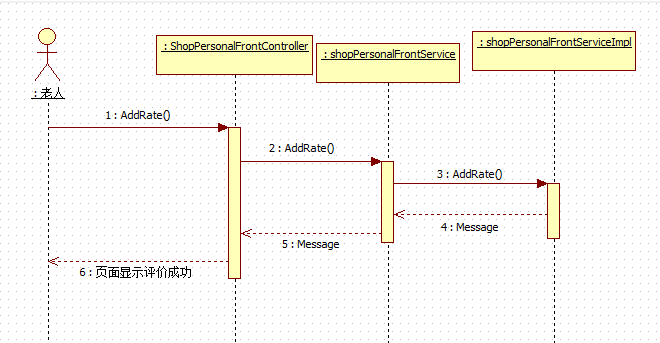 : ShopPersonalFrontController
: shopPersonalFrontService
: shopPersonalFrontServiceImpl
: 老人
1 : AddRate()
2 : AddRate()
3 : AddRate()
4 : Message
5 : Message
6 : 页面显示评价成功